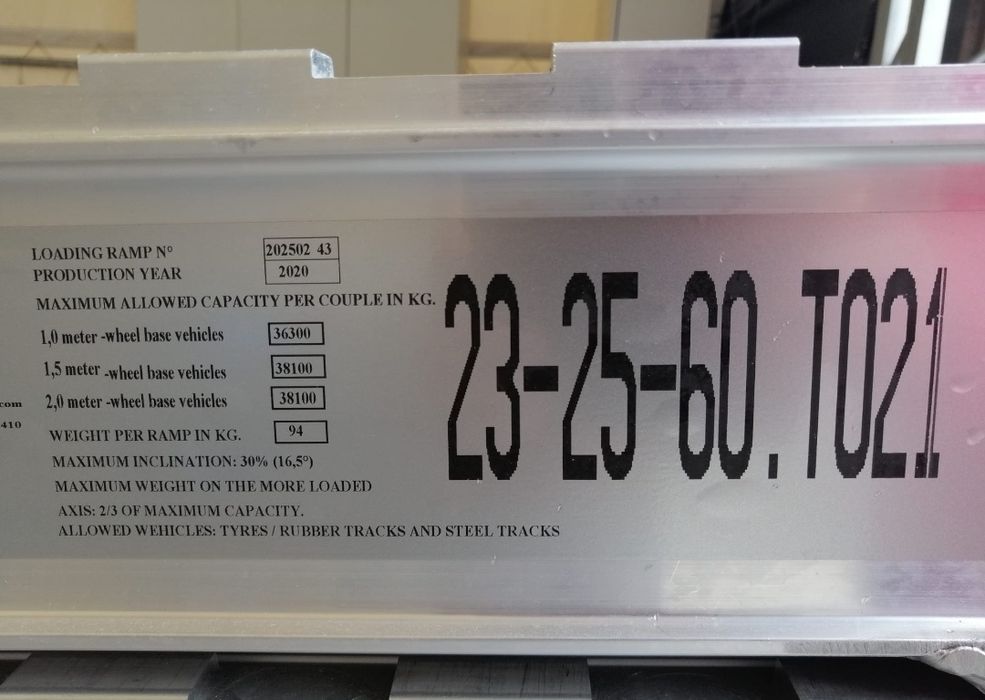 LOADING RAMP N° 202502 43
PRODUCTION YEAR 2020
MAXIMUM ALLOWED CAPACITY PER COUPLE IN KG.
1,0 meter -wheel base vehicles 36300
1,5 meter -wheel base vehicles 38100
2,0 meter -wheel base vehicles 38100
com
410
WEIGHT PER RAMP IN KG. 94
MAXIMUM INCLINATION: 30% (16,5°)
MAXIMUM WEIGHT ON THE MORE LOADED
AXIS: 2/3 OF MAXIMUM CAPACITY.
ALLOWED WEHICLES: TYRES / RUBBER TRACKS AND STEEL TRACKS
23-25-60.T021